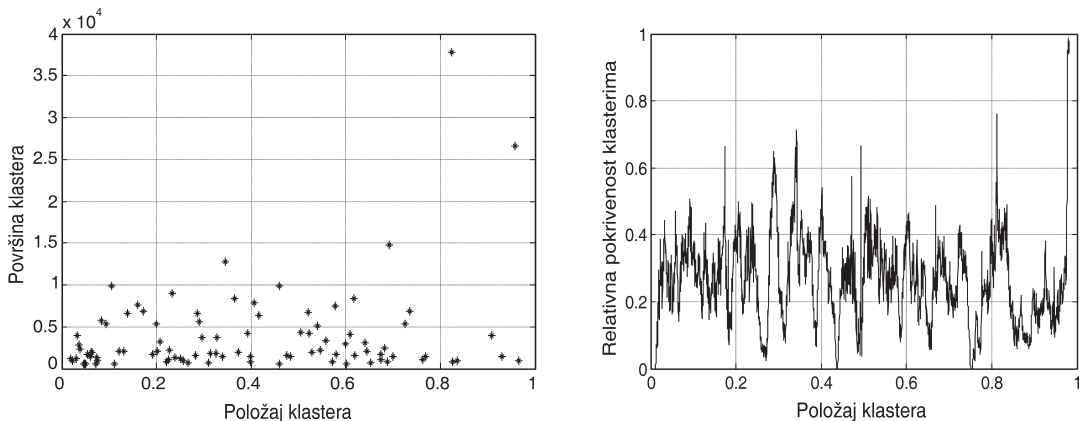 x 10⁴
4
3.5
3
2.5
2
1.5
1
0.5
0
0 0.2 0.4 0.6 0.8 1
Površina klastera
Položaj klastera
1
0.8
0.6
0.4
0.2
0
0 0.2 0.4 0.6 0.8 1
Relativna pokrivenost klasterima
Položaj klastera